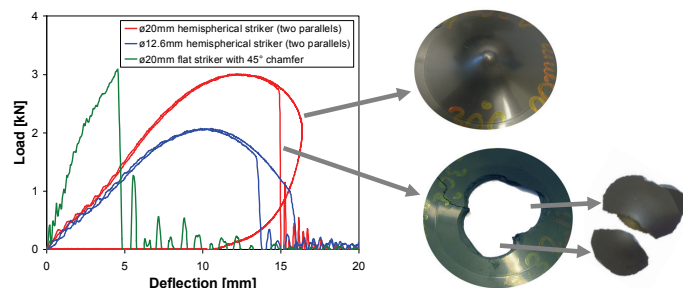 ø20mm hemispherical striker (two parallels)
ø12.6mm hemispherical striker (two parallels)
ø20mm flat striker with 45° chamfer
Load [kN]
4
3
2
1
0
0 5 10 15 20
Deflection [mm]